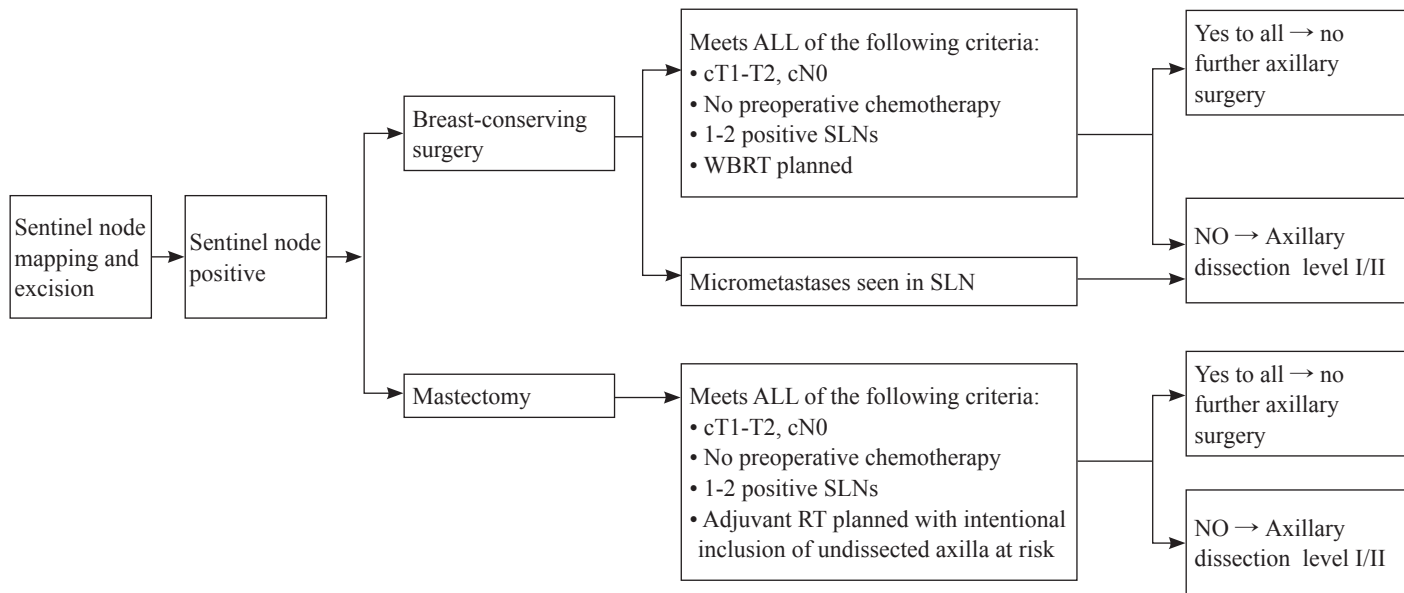 Sentinel node
mapping and
excision
Sentinel node
positive
Breast-conserving
surgery
Meets ALL of the following criteria:
• cT1-T2, cN0
• No preoperative chemotherapy
• 1-2 positive SLNs
• WBRT planned
Yes to all → no
further axillary
surgery
NO → Axillary
dissection level I/II
Micrometastases seen in SLN
Mastectomy
Meets ALL of the following criteria:
• cT1-T2, cN0
• No preoperative chemotherapy
• 1-2 positive SLNs
• Adjuvant RT planned with intentional
inclusion of undissected axilla at risk
Yes to all → no
further axillary
surgery
NO → Axillary
dissection level I/II